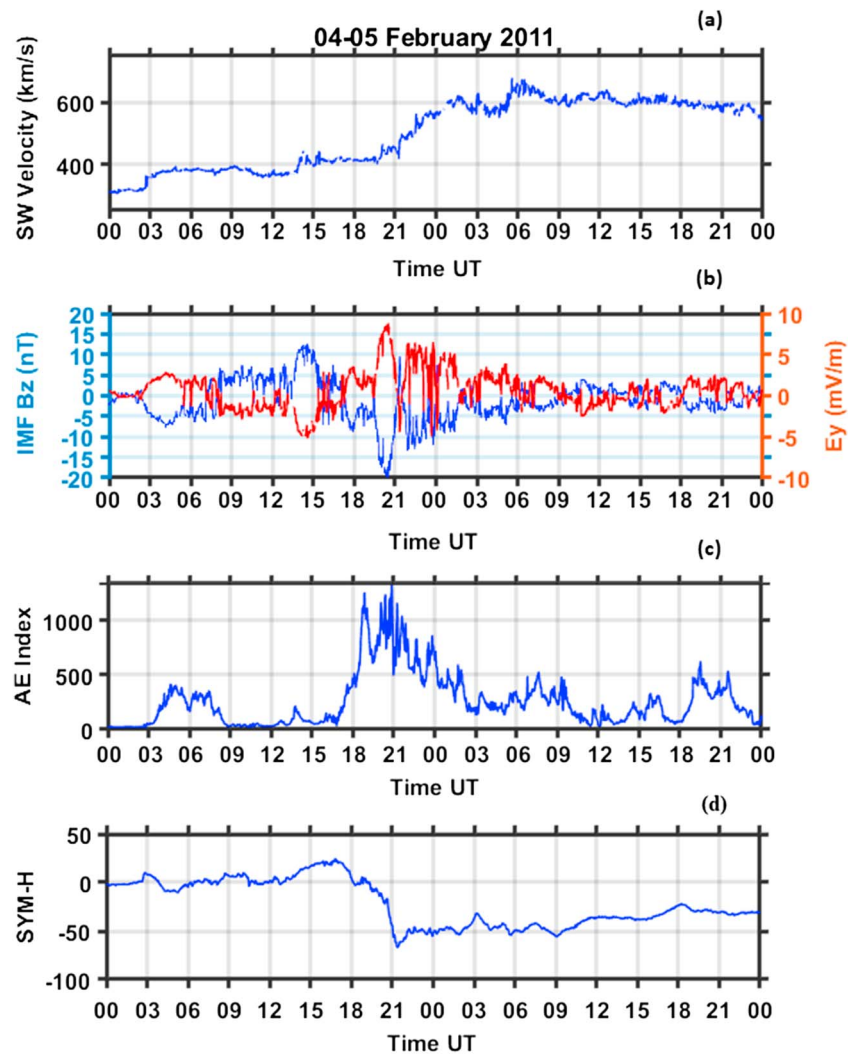 (a)
04-05 February 2011
SW Velocity (km/s)
600
400
00 03 06 09 12 15 18 21 00 03 06 09 12 15 18 21 00
Time UT
(b)
IMF Bz (nT)
20
15
10
5
0
-5
-10
-15
-20
10
5
0
-5
-10
Ey (mV/m)
00 03 06 09 12 15 18 21 00 03 06 09 12 15 18 21 00
Time UT
(c)
AE Index
1000
500
0
00 03 06 09 12 15 18 21 00 03 06 09 12 15 18 21 00
Time UT
(d)
SYM-H
50
0
-50
-100
00 03 06 09 12 15 18 21 00 03 06 09 12 15 18 21 00
Time UT